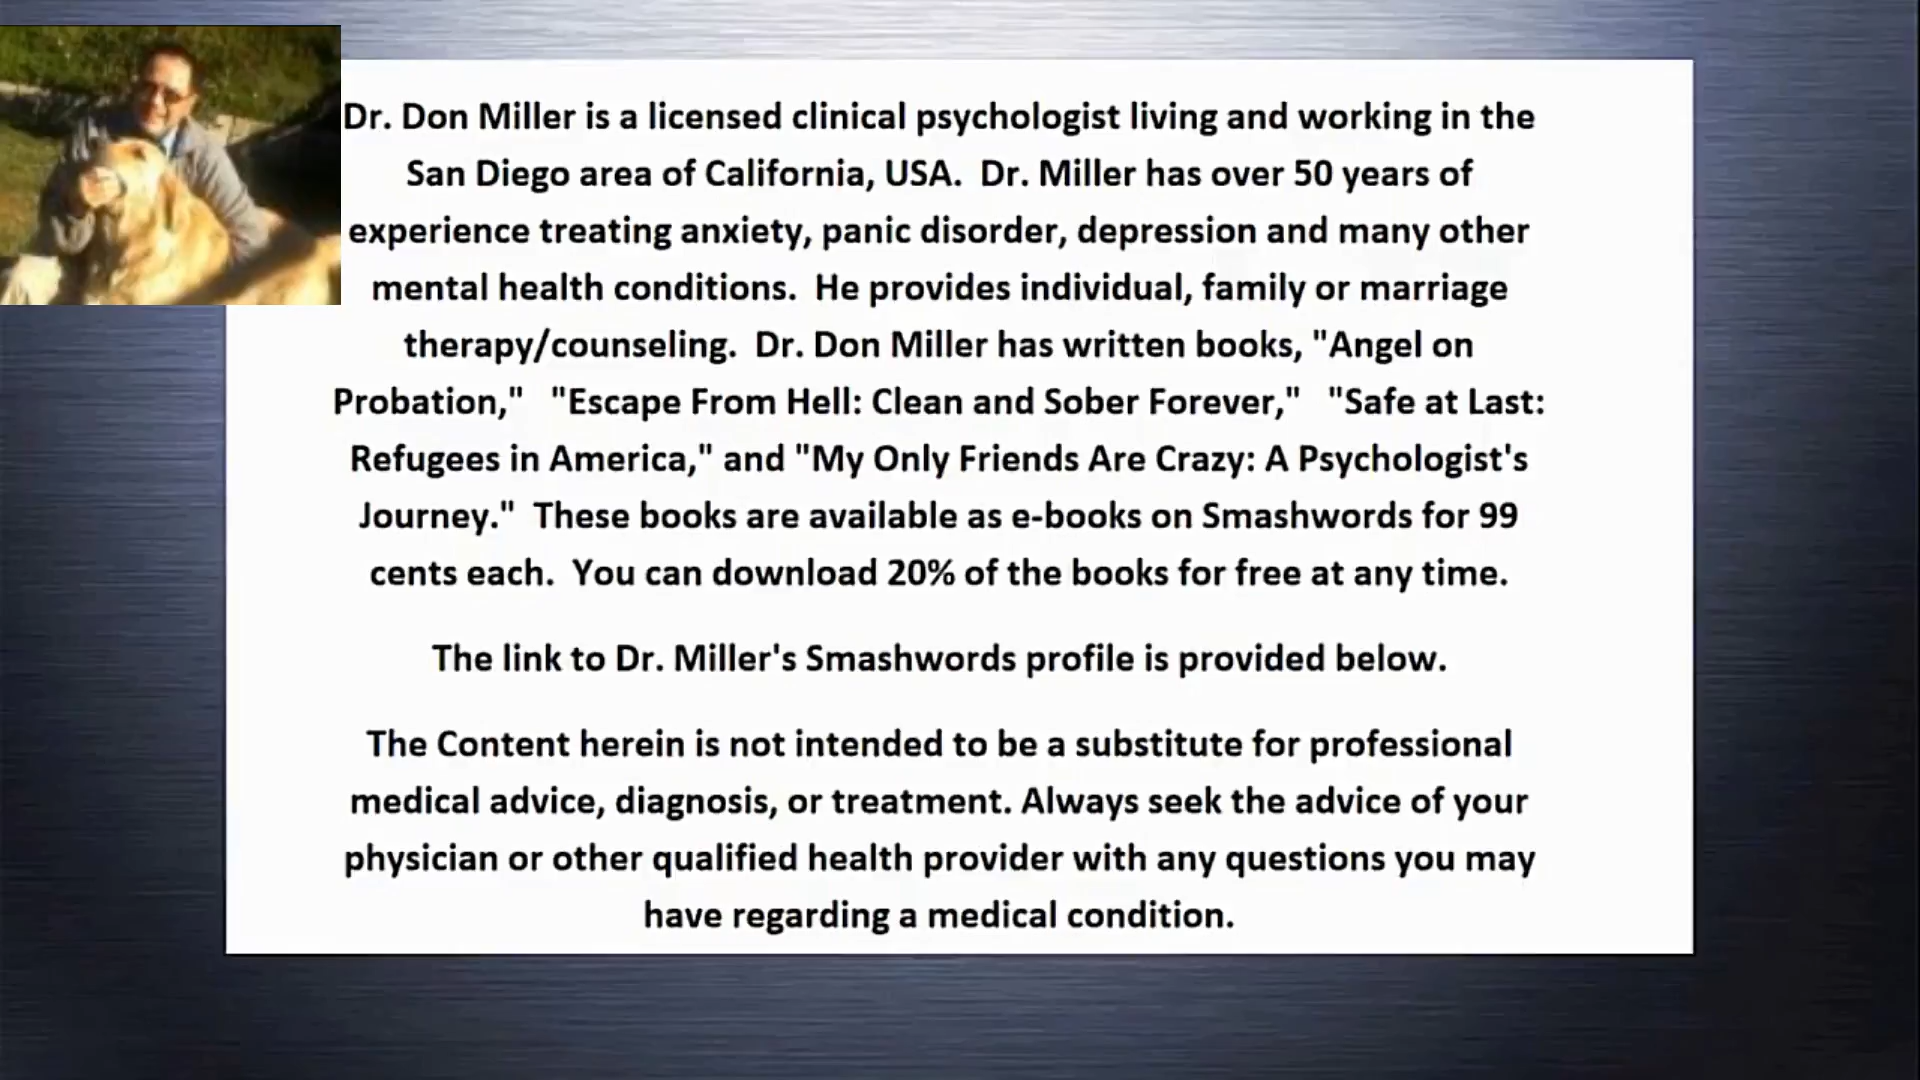 Dr. Don Miller is a licensed clinical psychologist living and working in the
San Diego area of California, USA.  Dr. Miller has over 50 years of
experience treating anxiety, panic disorder, depression and many other
mental health conditions.  He provides individual, family or marriage
therapy/counseling.  Dr. Don Miller has written books, "Angel on
Probation,"   "Escape From Hell: Clean and Sober Forever,"   "Safe at Last:
Refugees in America," and "My Only Friends Are Crazy: A Psychologist's
Journey."  These books are available as e-books on Smashwords for 99
cents each.  You can download 20% of the books for free at any time.
The link to Dr. Miller's Smashwords profile is provided below.
The Content herein is not intended to be a substitute for professional
medical advice, diagnosis, or treatment. Always seek the advice of your
physician or other qualified health provider with any questions you may
have regarding a medical condition.